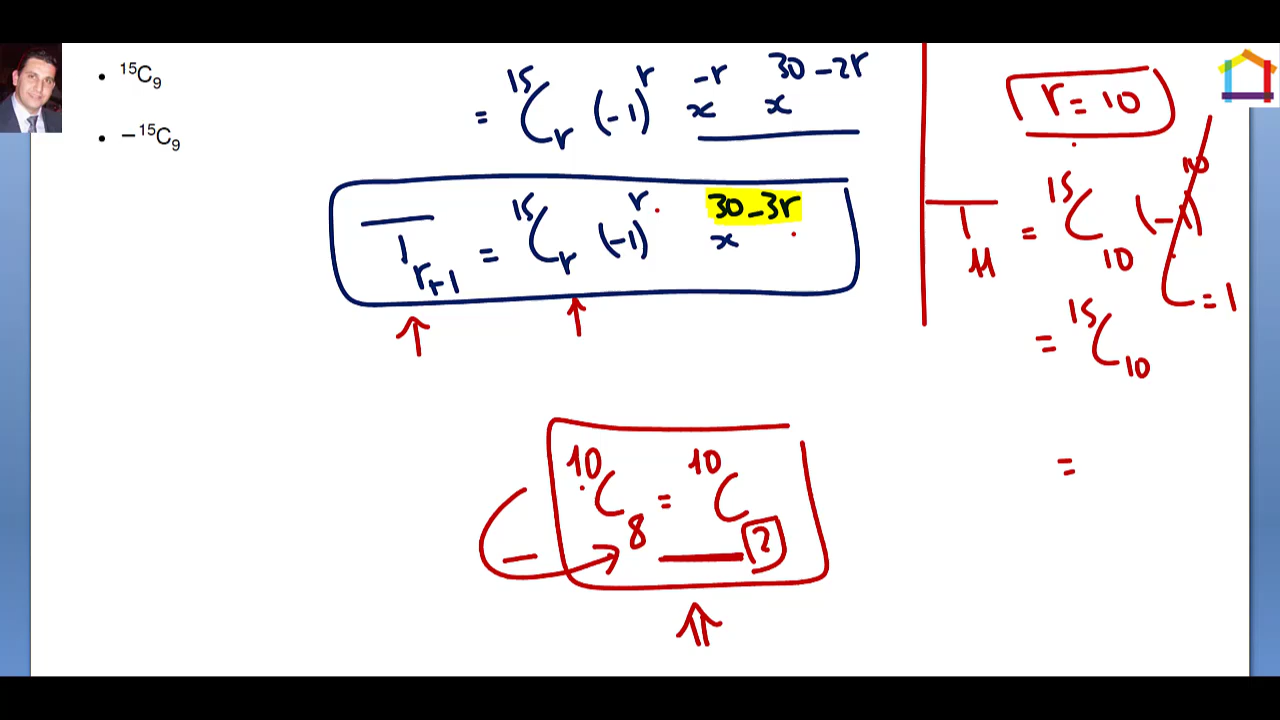 • ¹⁵C₉
• −¹⁵C₉
= ¹⁵Cᵣ (-1)ʳ x⁻ʳ x³⁰⁻²ʳ
Tᵣ₊₁ = ¹⁵Cᵣ (-1)ʳ x³⁰⁻³ʳ
¹⁰C₈ = ¹⁰C₂
r = 10
T₁₁ = ¹⁵C₁₀ (-1)¹⁰
= 1
= ¹⁵C₁₀
=